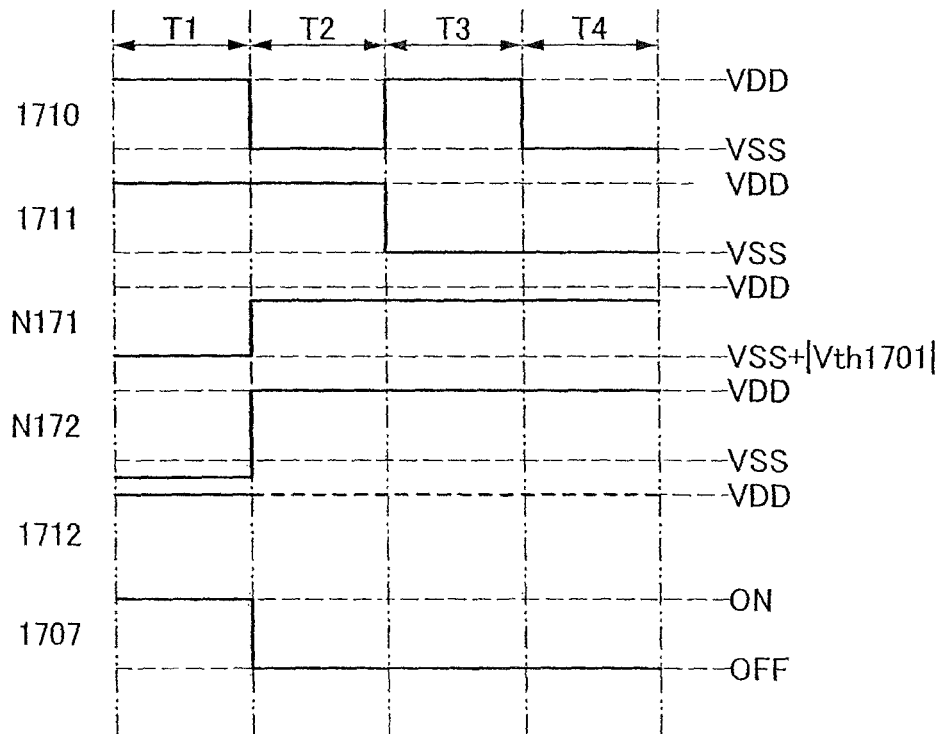 T1 T2 T3 T4
1710 VDD
VSS
1711 VDD
VSS
VDD
N171
VSS+|Vth1701|
VDD
N172
VSS
VDD
1712
ON
1707
OFF